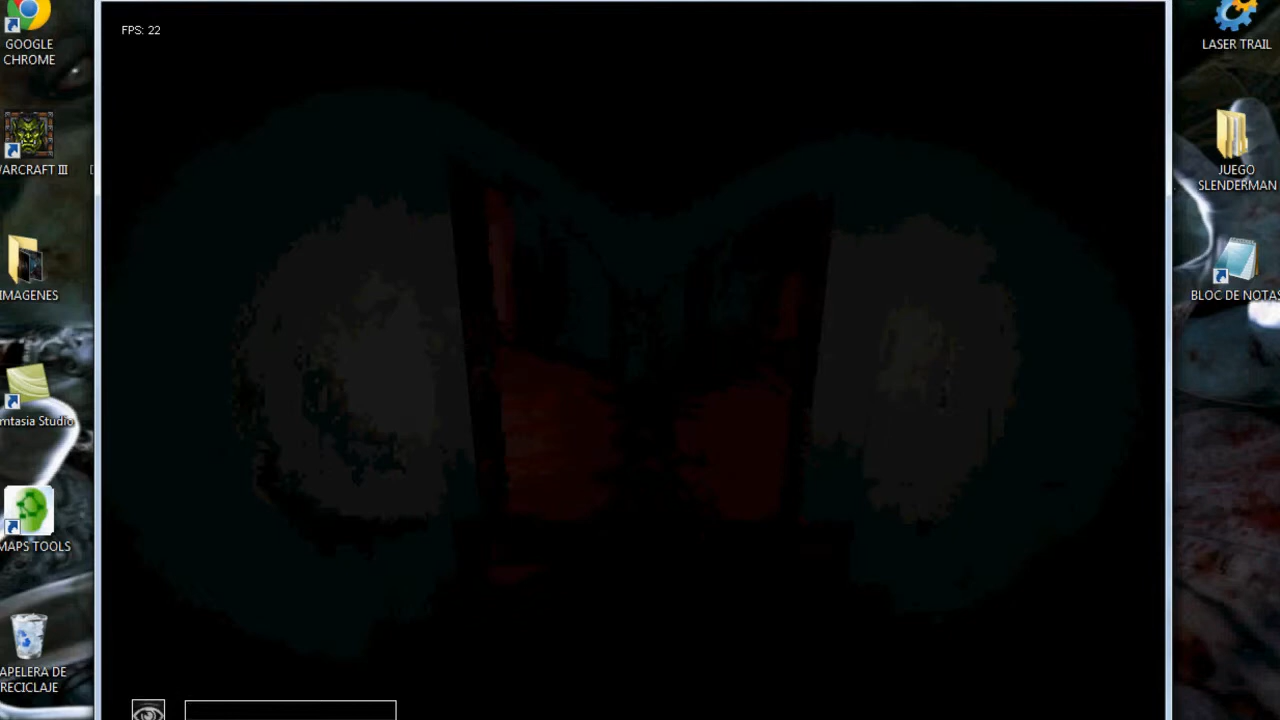 FPS: 22
GOOGLE
CHROME
WARCRAFT III
IMAGENES
mtasia Studio
MAPS TOOLS
APELERA DE
RECICLAJE
LASER TRAIL
JUEGO
SLENDERMAN
BLOC DE NOTAS